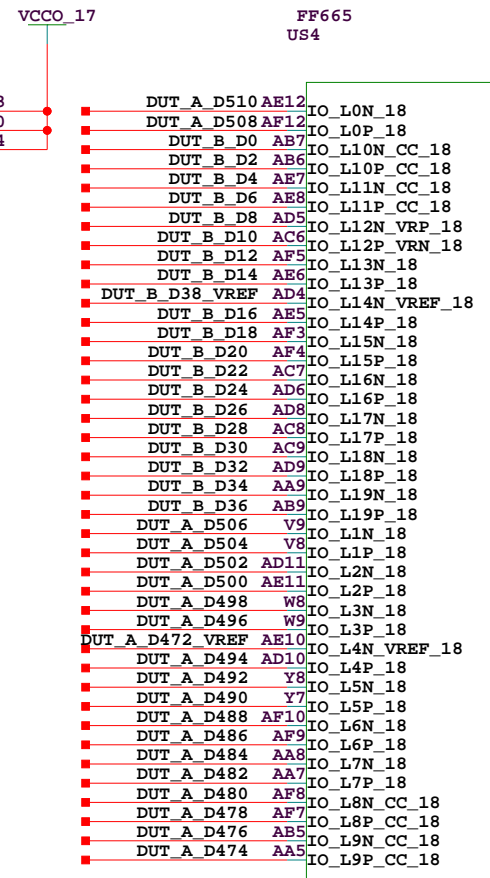 VCCO_17 FF665
US4
DUT_A_D510 AE12 IO_L0N_18
DUT_A_D508 AF12 IO_L0P_18
DUT_B_D0 AB7 IO_L10N_CC_18
DUT_B_D2 AB6 IO_L10P_CC_18
DUT_B_D4 AE7 IO_L11N_CC_18
DUT_B_D6 AE8 IO_L11P_CC_18
DUT_B_D8 AD5 IO_L12N_VRP_18
DUT_B_D10 AC6 IO_L12P_VRN_18
DUT_B_D12 AF5 IO_L13N_18
DUT_B_D14 AE6 IO_L13P_18
DUT_B_D38_VREF AD4 IO_L14N_VREF_18
DUT_B_D16 AE5 IO_L14P_18
DUT_B_D18 AF3 IO_L15N_18
DUT_B_D20 AF4 IO_L15P_18
DUT_B_D22 AC7 IO_L16N_18
DUT_B_D24 AD6 IO_L16P_18
DUT_B_D26 AD8 IO_L17N_18
DUT_B_D28 AC8 IO_L17P_18
DUT_B_D30 AC9 IO_L18N_18
DUT_B_D32 AD9 IO_L18P_18
DUT_B_D34 AA9 IO_L19N_18
DUT_B_D36 AB9 IO_L19P_18
DUT_A_D506 V9 IO_L1N_18
DUT_A_D504 V8 IO_L1P_18
DUT_A_D502 AD11 IO_L2N_18
DUT_A_D500 AE11 IO_L2P_18
DUT_A_D498 W8 IO_L3N_18
DUT_A_D496 W9 IO_L3P_18
DUT_A_D472_VREF AE10 IO_L4N_VREF_18
DUT_A_D494 AD10 IO_L4P_18
DUT_A_D492 Y8 IO_L5N_18
DUT_A_D490 Y7 IO_L5P_18
DUT_A_D488 AF10 IO_L6N_18
DUT_A_D486 AF9 IO_L6P_18
DUT_A_D484 AA8 IO_L7N_18
DUT_A_D482 AA7 IO_L7P_18
DUT_A_D480 AF8 IO_L8N_CC_18
DUT_A_D478 AF7 IO_L8P_CC_18
DUT_A_D476 AB5 IO_L9N_CC_18
DUT_A_D474 AA5 IO_L9P_CC_18